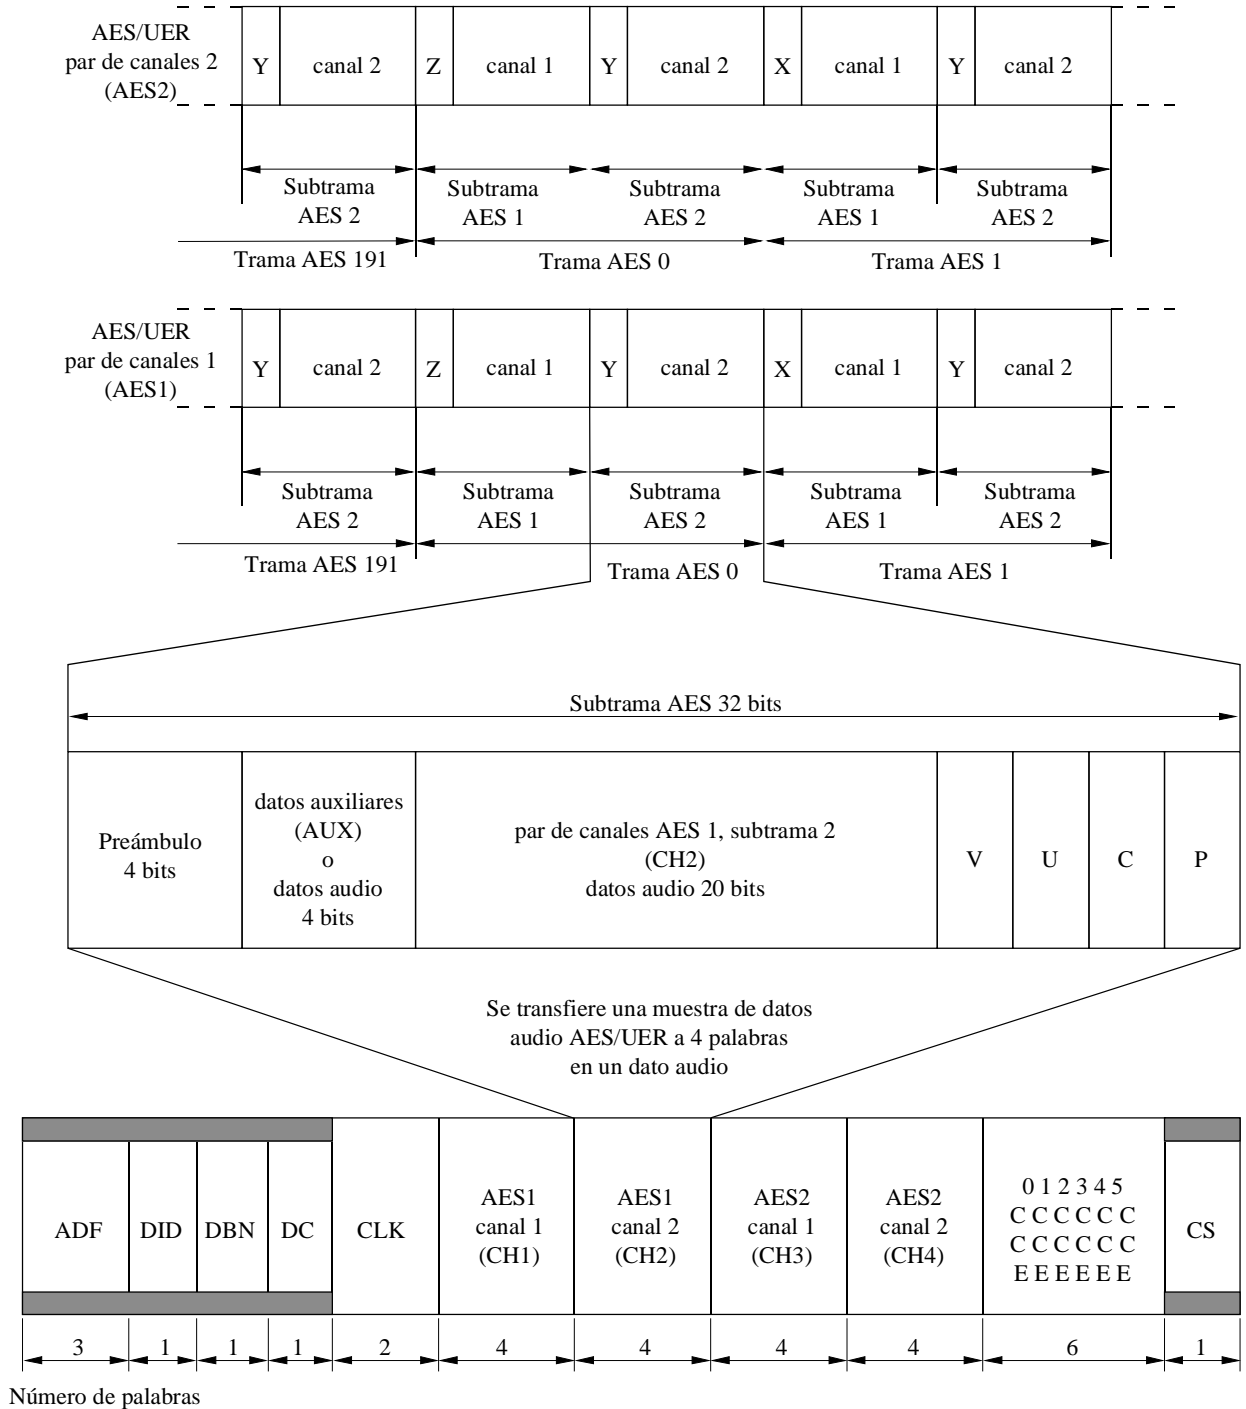 AES/UER
par de canales 2
(AES2)
Y canal 2 Z canal 1 Y canal 2 X canal 1 Y canal 2
Subtrama
AES 2
Subtrama
AES 1
Subtrama
AES 2
Subtrama
AES 1
Subtrama
AES 2
Trama AES 191
Trama AES 0
Trama AES 1
AES/UER
par de canales 1
(AES1)
Y canal 2 Z canal 1 Y canal 2 X canal 1 Y canal 2
Subtrama
AES 2
Subtrama
AES 1
Subtrama
AES 2
Subtrama
AES 1
Subtrama
AES 2
Trama AES 191
Trama AES 0
Trama AES 1
Subtrama AES 32 bits
Preámbulo
4 bits
datos auxiliares
(AUX)
o
datos audio
4 bits
par de canales AES 1, subtrama 2
(CH2)
datos audio 20 bits
V
U
C
P
Se transfiere una muestra de datos
audio AES/UER a 4 palabras
en un dato audio
ADF
DID
DBN
DC
CLK
AES1
canal 1
(CH1)
AES1
canal 2
(CH2)
AES2
canal 1
(CH3)
AES2
canal 2
(CH4)
0 1 2 3 4 5
C C C C C C
C C C C C C
E E E E E E
CS
3 1 1 1 2 4 4 4 4 6 1
Número de palabras